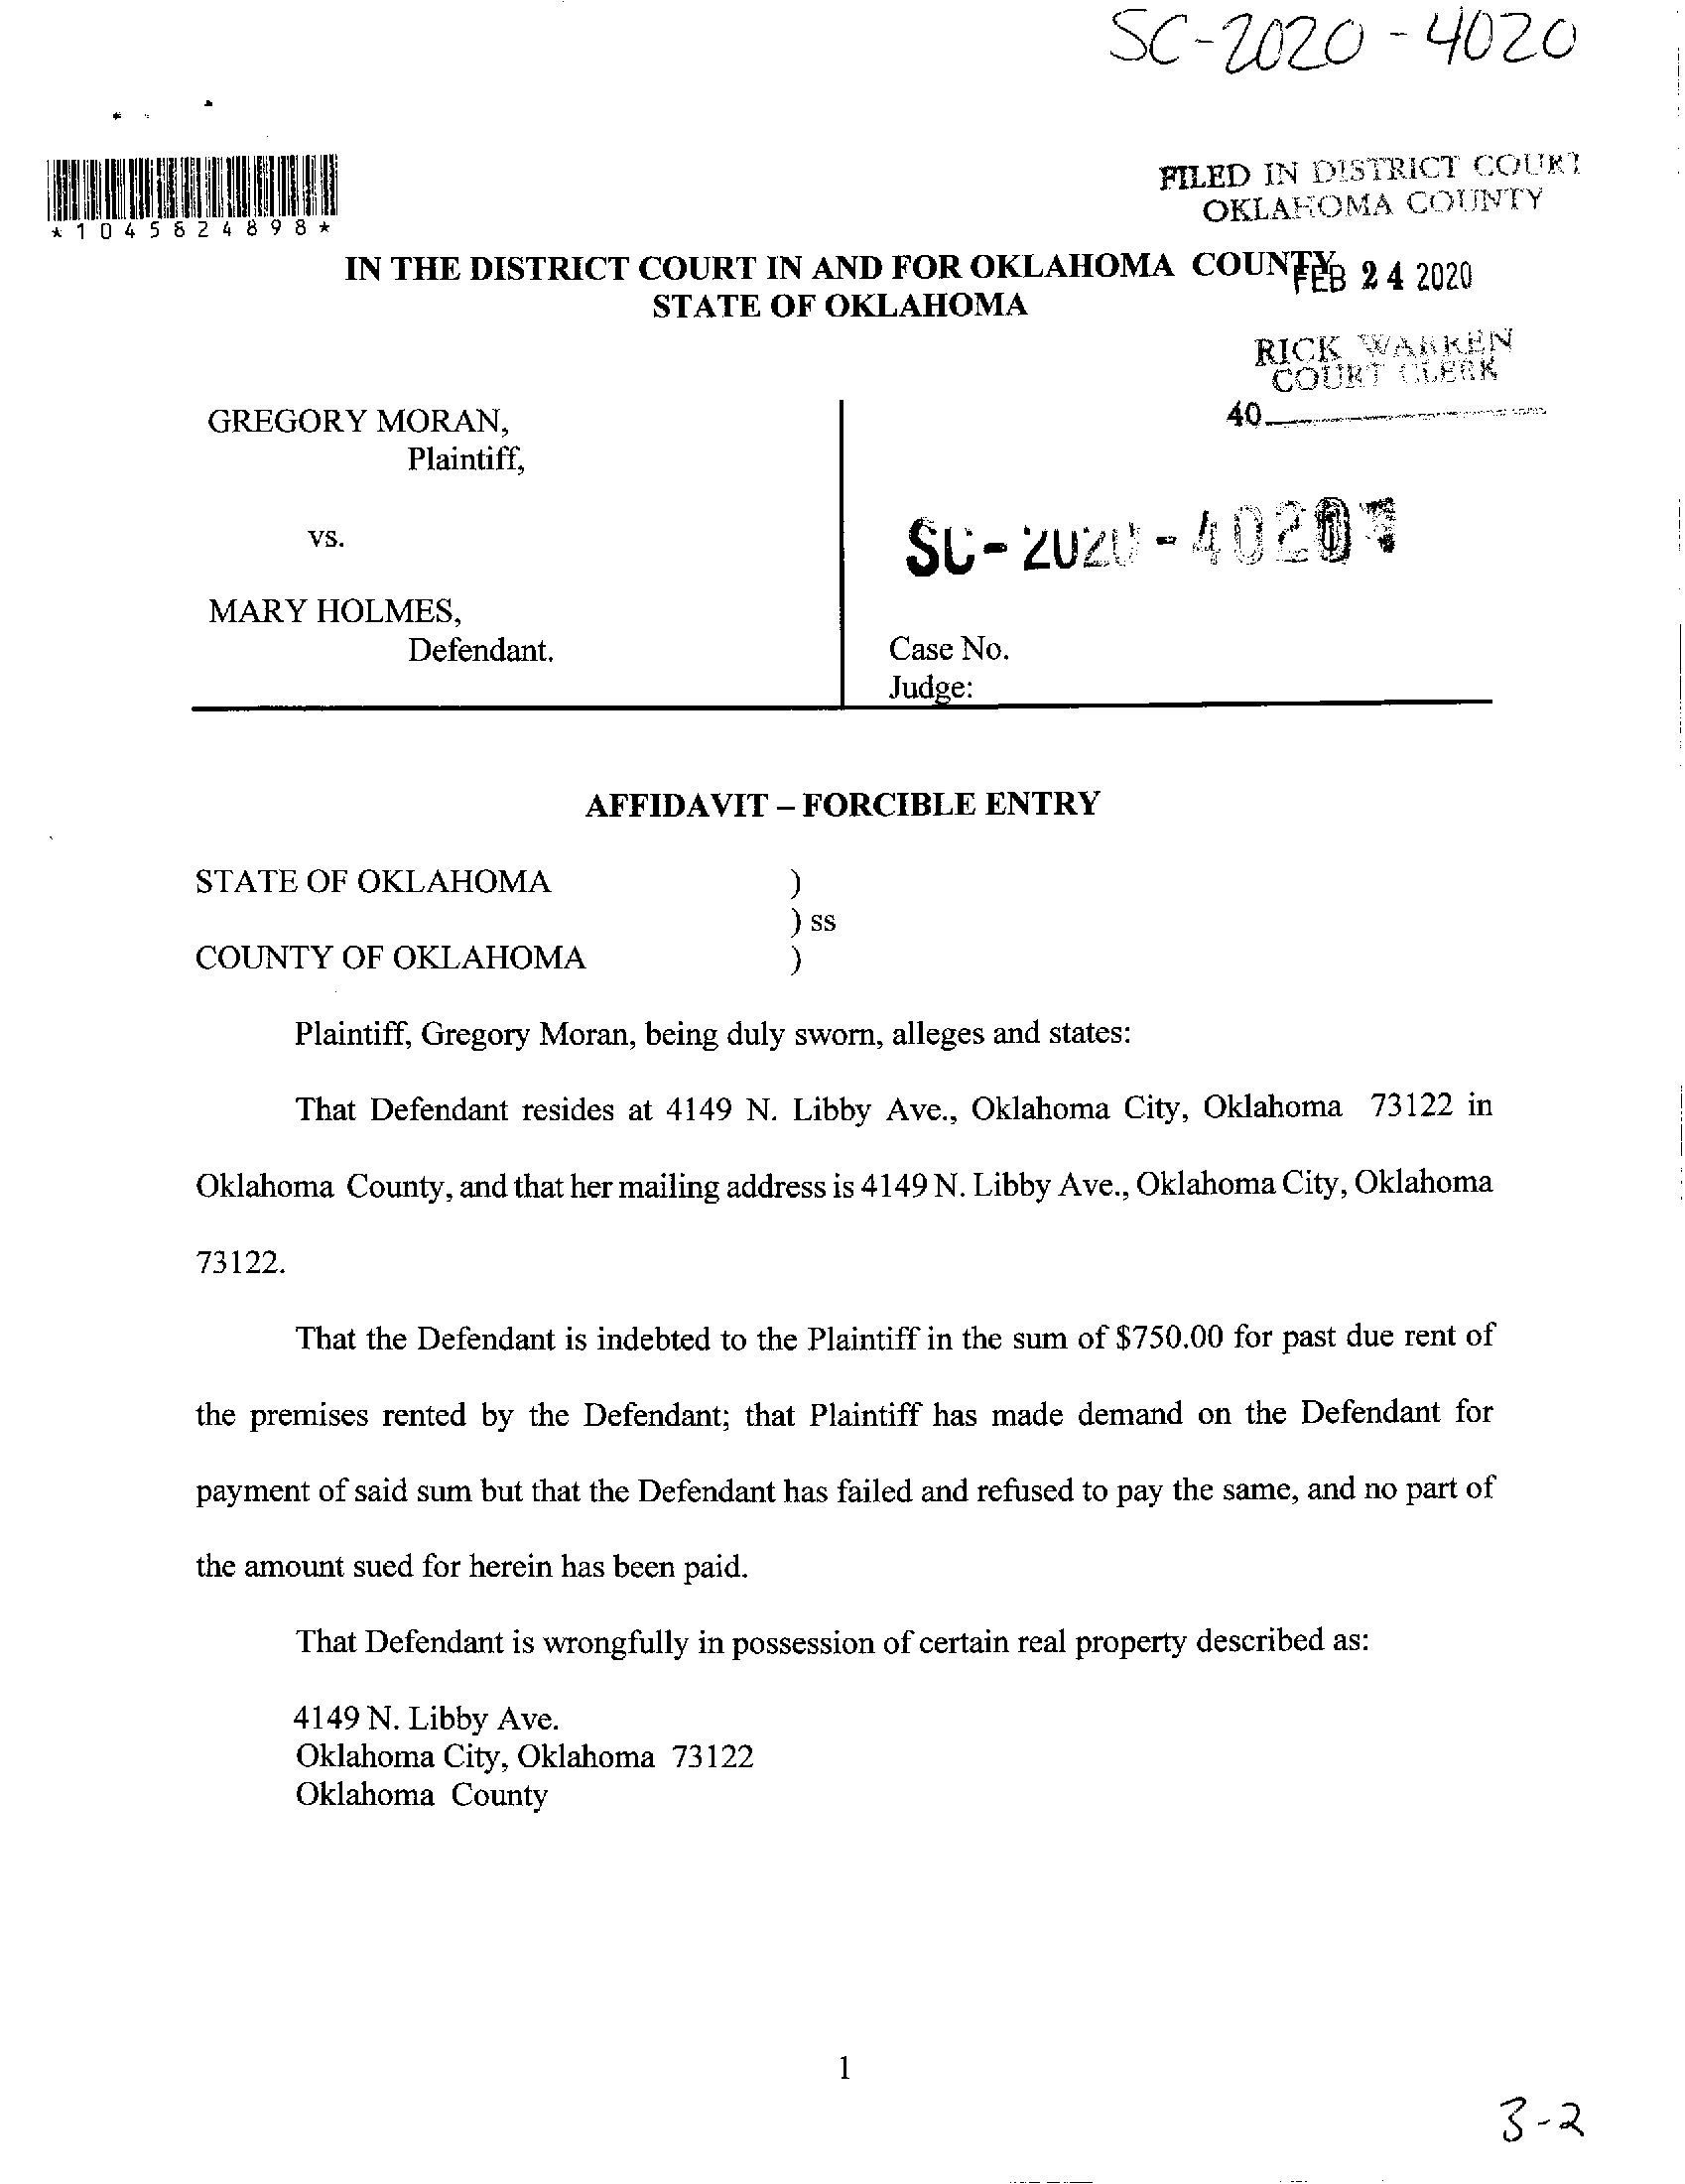 SC-2020-4020
*1045824898*
FILED IN DISTRICT COURT
OKLAHOMA COUNTY
IN THE DISTRICT COURT IN AND FOR OKLAHOMA COUNTY
FEB 24 2020
STATE OF OKLAHOMA
RICK WARREN
COURT CLERK
40
GREGORY MORAN,
Plaintiff,
vs.
SC-2020-
MARY HOLMES,
Defendant.
Case No.
Judge:
AFFIDAVIT – FORCIBLE ENTRY
STATE OF OKLAHOMA )
) ss
COUNTY OF OKLAHOMA )
Plaintiff, Gregory Moran, being duly sworn, alleges and states:
That Defendant resides at 4149 N. Libby Ave., Oklahoma City, Oklahoma 73122 in
Oklahoma County, and that her mailing address is 4149 N. Libby Ave., Oklahoma City, Oklahoma
73122.
That the Defendant is indebted to the Plaintiff in the sum of $750.00 for past due rent of
the premises rented by the Defendant; that Plaintiff has made demand on the Defendant for
payment of said sum but that the Defendant has failed and refused to pay the same, and no part of
the amount sued for herein has been paid.
That Defendant is wrongfully in possession of certain real property described as:
4149 N. Libby Ave.
Oklahoma City, Oklahoma 73122
Oklahoma County
1
3-2